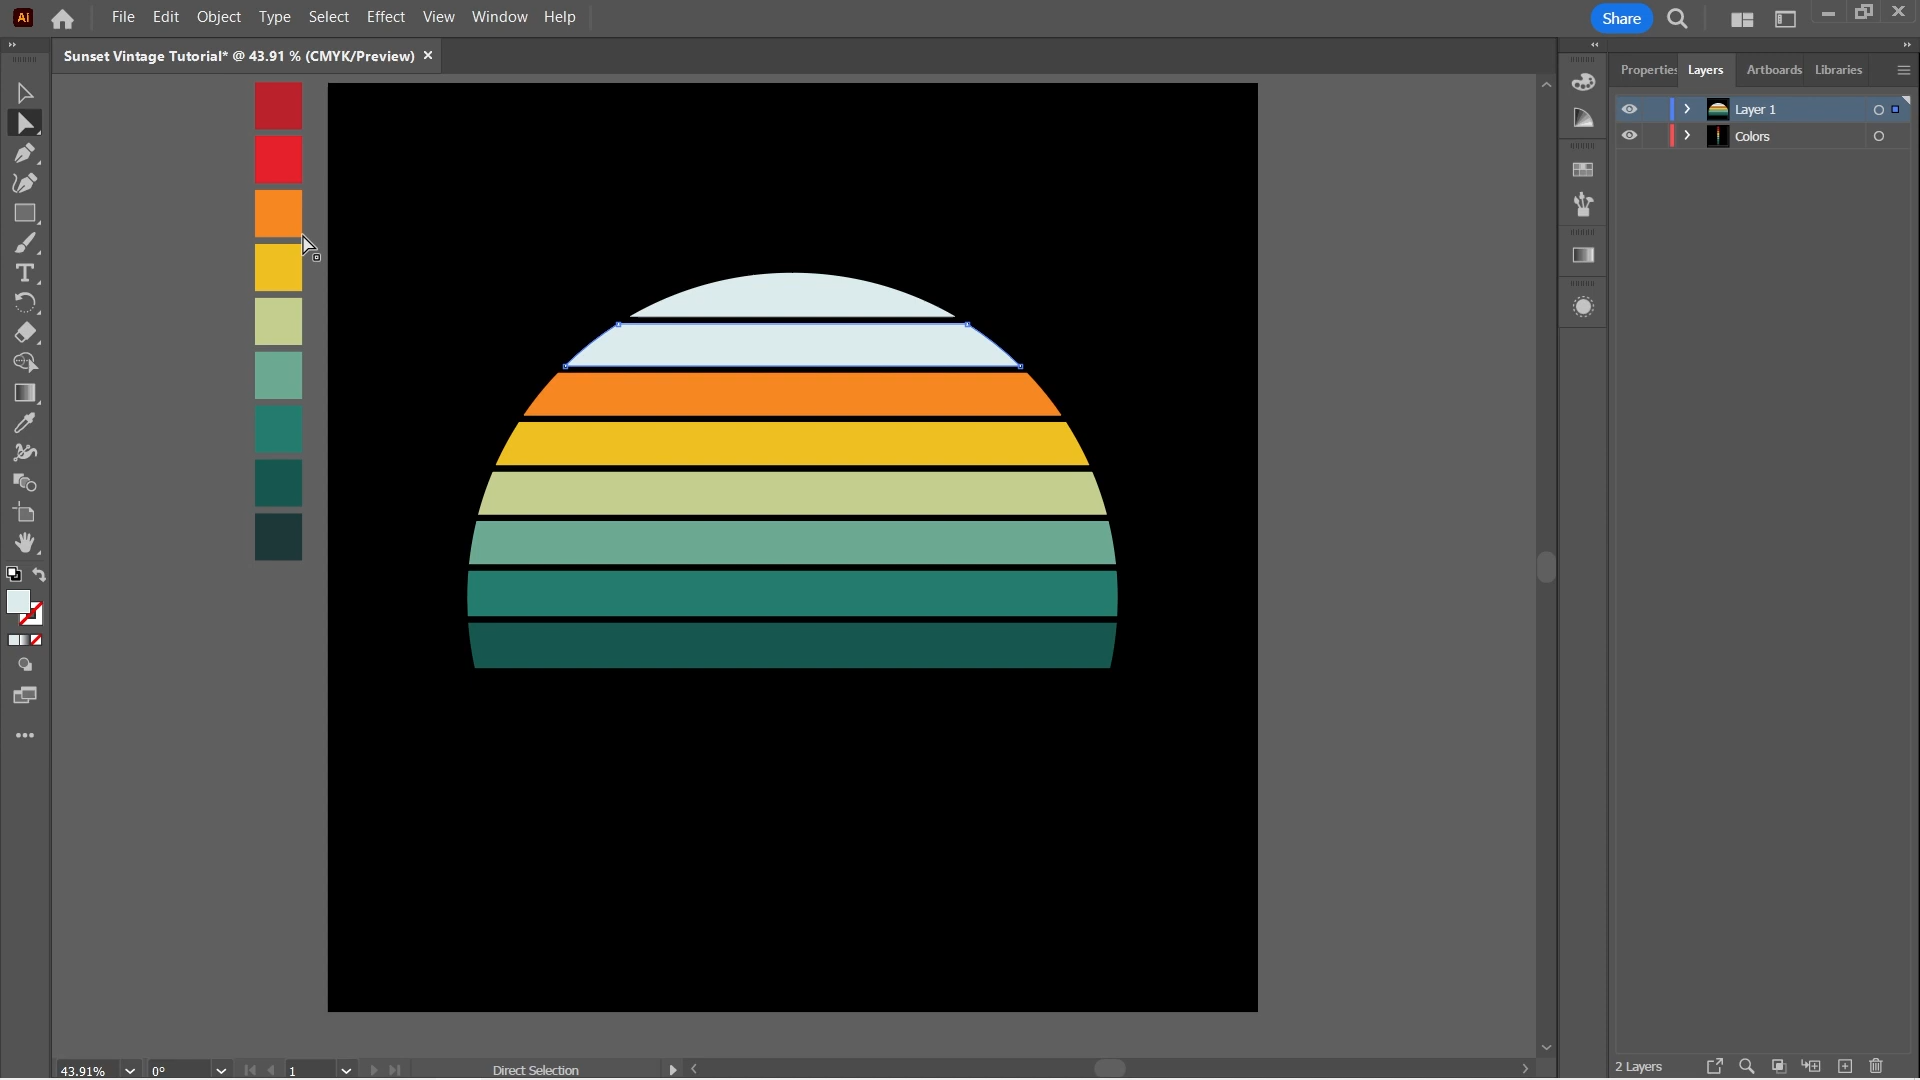 Ai File Edit Object Type Select Effect View Window Help Share
Sunset Vintage Tutorial* @ 43.91 % (CMYK/Preview) ×
Properties Layers Artboards Libraries
Layer 1
Colors
43.91% 0° 1 Direct Selection
2 Layers